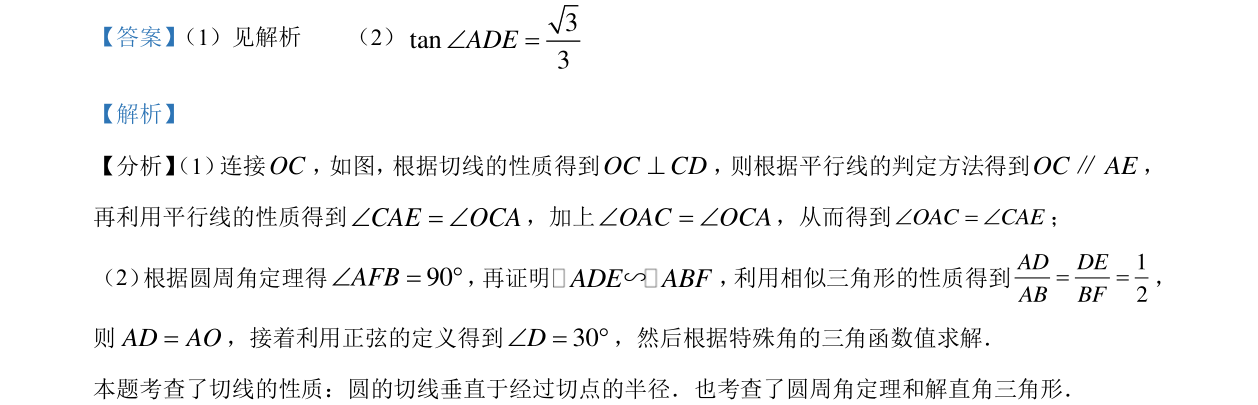 【答案】（1）见解析 （2）tan∠ADE = √3/3
【解析】
【分析】（1）连接OC，如图，根据切线的性质得到OC⊥CD，则根据平行线的判定方法得到OC∥AE，
再利用平行线的性质得到∠CAE=∠OCA，加上∠OAC=∠OCA，从而得到∠OAC=∠CAE；
（2）根据圆周角定理得∠AFB=90°，再证明□ADE∽□ABF，利用相似三角形的性质得到AD/AB=DE/BF=1/2，
则AD=AO，接着利用正弦的定义得到∠D=30°，然后根据特殊角的三角函数值求解．
本题考查了切线的性质：圆的切线垂直于经过切点的半径．也考查了圆周角定理和解直角三角形．